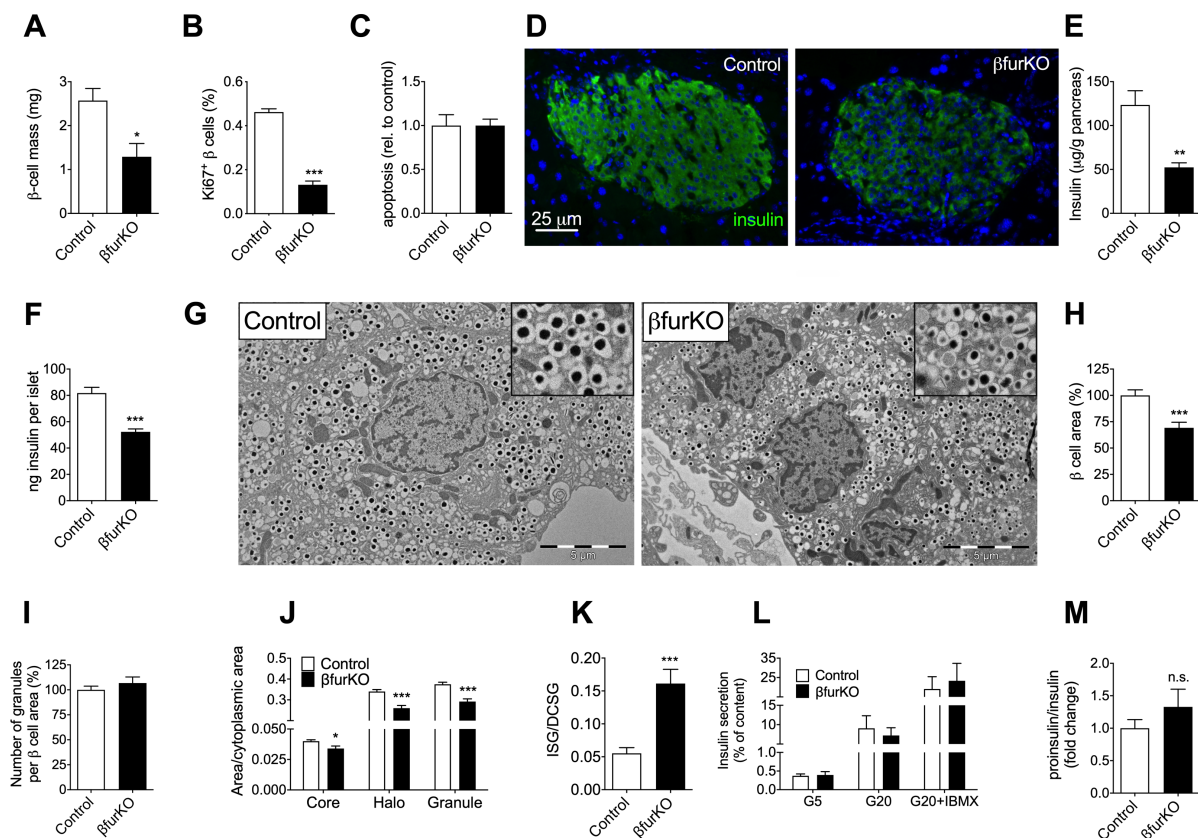 A
β-cell mass (mg)
3
2
1
0
*
Control
βfurKO
B
Ki67⁺ β cells (%)
0.6
0.4
0.2
0.0
***
Control
βfurKO
C
apoptosis (rel. to control)
1.5
1.0
0.5
0.0
Control
βfurKO
D
Control
25 μm
insulin
βfurKO
E
Insulin (μg/g pancreas)
150
100
50
0
**
Control
βfurKO
F
ng insulin per islet
100
80
60
40
20
0
***
Control
βfurKO
G
Control
5 μm
βfurKO
5 μm
H
β cell area (%)
125
100
75
50
25
0
***
Control
βfurKO
I
Number of granules
per β cell area (%)
125
100
75
50
25
0
Control
βfurKO
J
Area/cytoplasmic area
0.4
0.3
0.2
0.1
0.050
0.025
0.000
Control
βfurKO
*
***
***
Core Halo Granule
K
ISG/DCSG
0.20
0.15
0.10
0.05
0.00
***
Control
βfurKO
L
Insulin secretion
(% of content)
35
25
15
15
10
5
1.0
0.5
0.0
Control
βfurKO
G5 G20 G20+IBMX
M
proinsulin/insulin
(fold change)
2.0
1.5
1.0
0.5
0.0
n.s.
Control
βfurKO